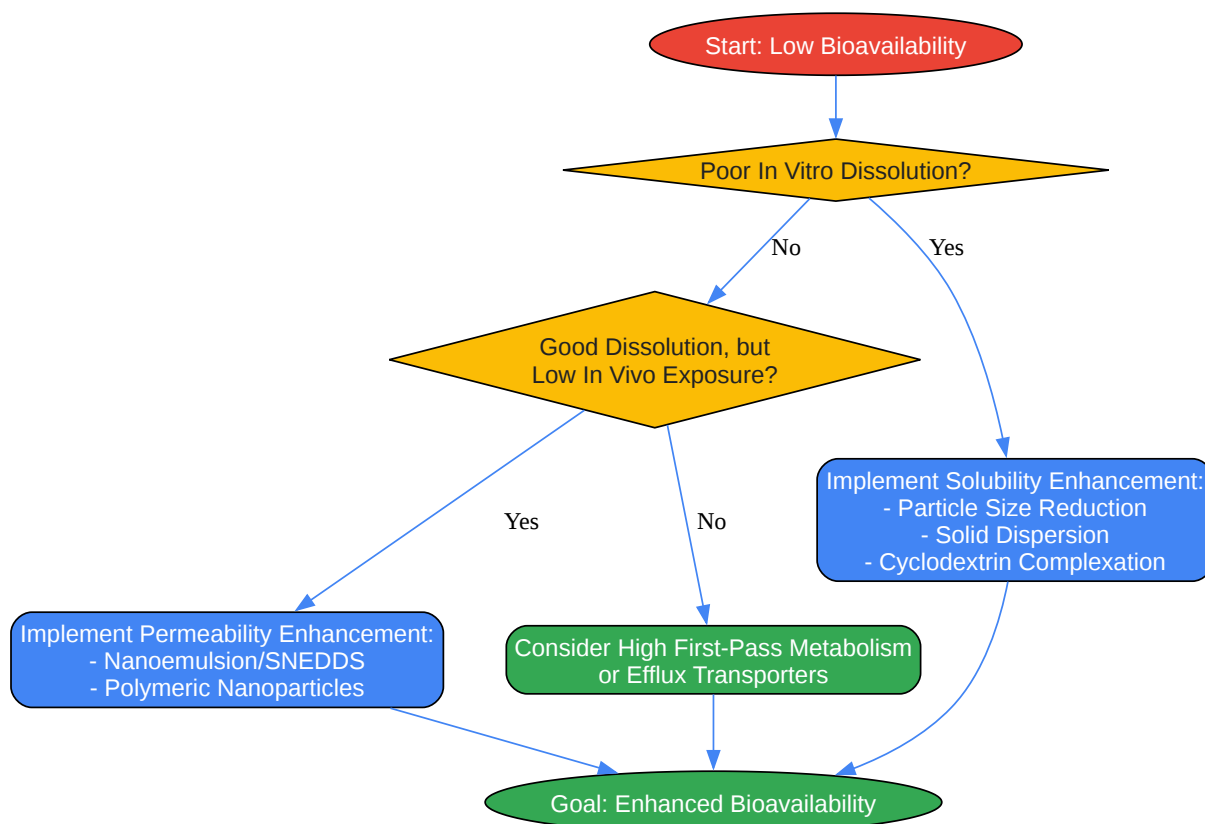 Start: Low Bioavailability
Poor In Vitro Dissolution?
No
Yes
Good Dissolution, but
Low In Vivo Exposure?
Implement Solubility Enhancement:
- Particle Size Reduction
- Solid Dispersion
- Cyclodextrin Complexation
Yes
No
Implement Permeability Enhancement:
- Nanoemulsion/SNEDDS
- Polymeric Nanoparticles
Consider High First-Pass Metabolism
or Efflux Transporters
Goal: Enhanced Bioavailability